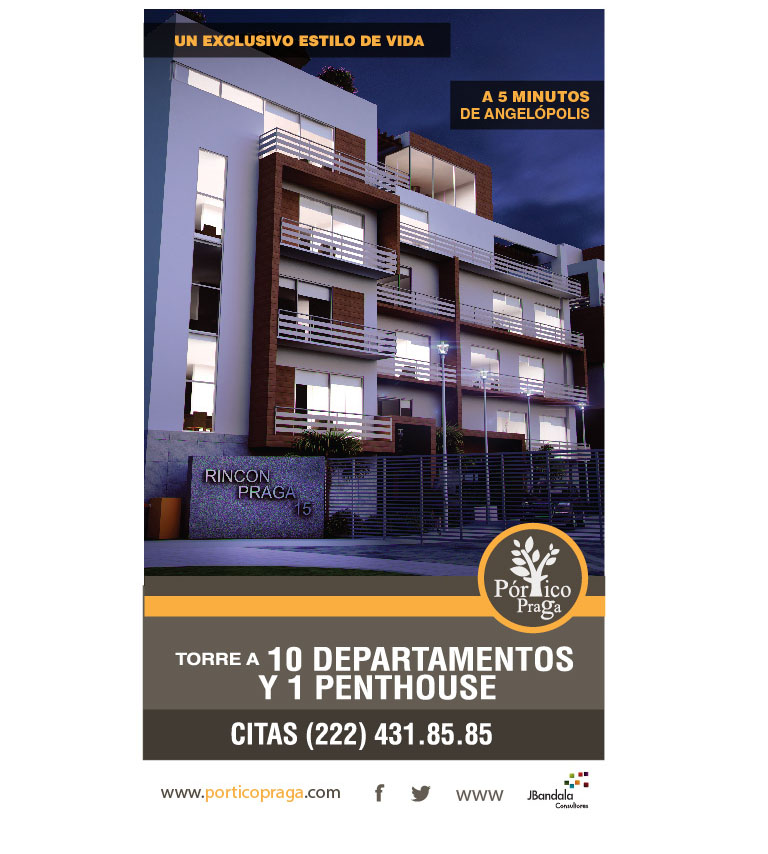 UN EXCLUSIVO ESTILO DE VIDA
A 5 MINUTOS
DE ANGELÓPOLIS
RINCON
PRAGA
15
Pórtico
Praga
TORRE A 10 DEPARTAMENTOS
Y 1 PENTHOUSE
CITAS (222) 431.85.85
www.porticopraga.com
f
www
JBandala
Consultores